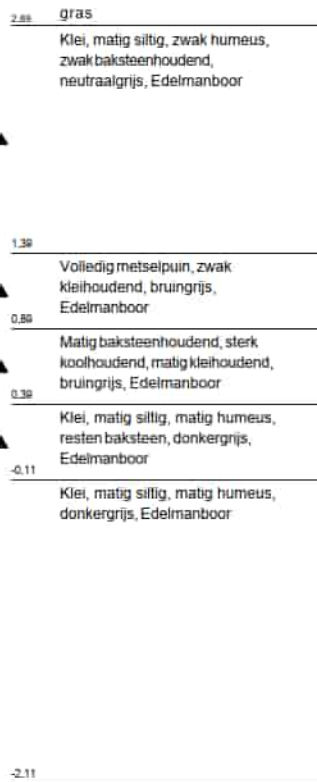 2,89 gras
Klei, matig siltig, zwak humeus,
zwak baksteenhoudend,
neutraalgrijs, Edelmanboor
1,39
Volledig metselpuin, zwak
kleihoudend, bruingrijs,
Edelmanboor
0,89
Matig baksteenhoudend, sterk
koolhoudend, matig kleihoudend,
bruingrijs, Edelmanboor
0,39
Klei, matig siltig, matig humeus,
resten baksteen, donkergrijs,
Edelmanboor
-0,11
Klei, matig siltig, matig humeus,
donkergrijs, Edelmanboor
-2,11